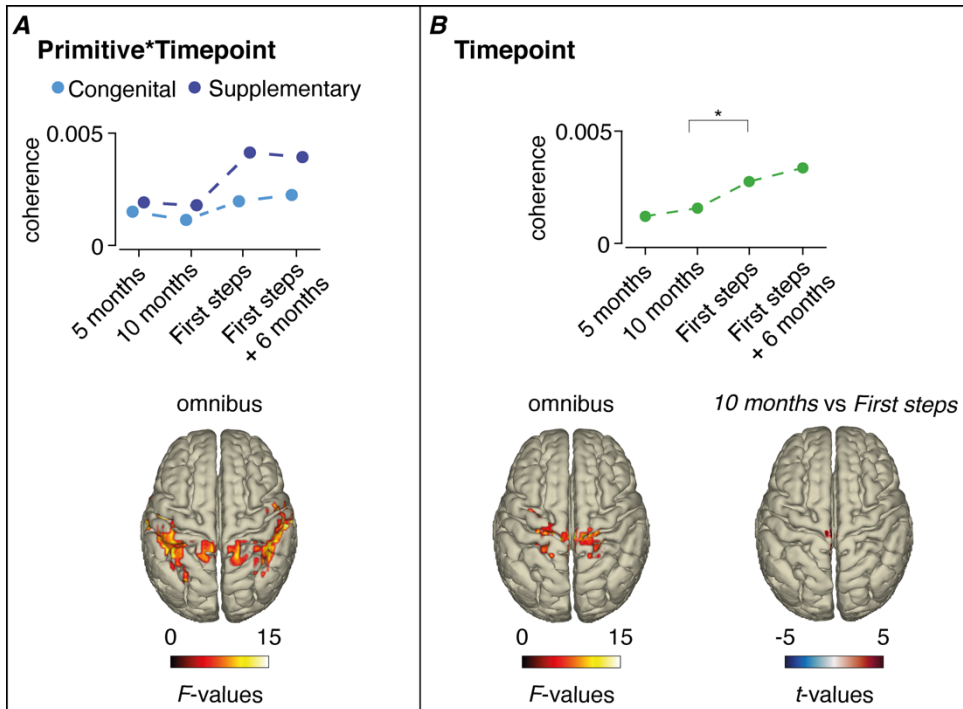 A
Primitive*Timepoint
Congenital Supplementary
0.005
coherence
0
5 months
10 months
First steps
First steps
+ 6 months
omnibus
0 15
F-values
B
Timepoint
*
0.005
coherence
0
5 months
10 months
First steps
First steps
+ 6 months
omnibus
0 15
F-values
10 months vs First steps
-5 5
t-values